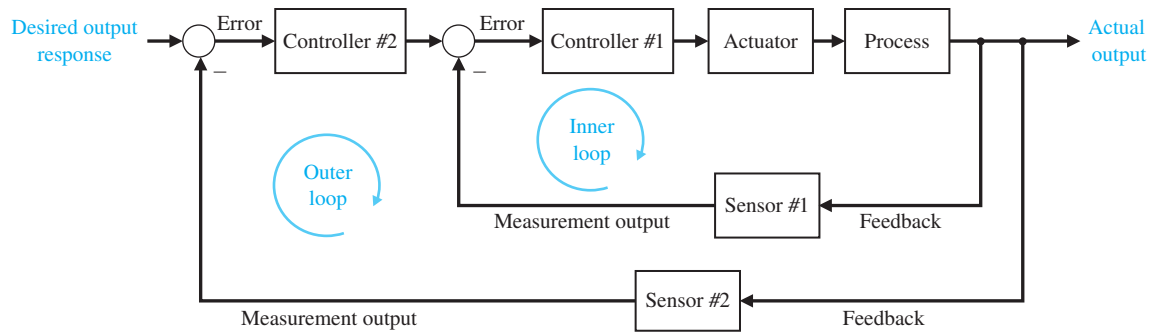 Desired output
response
Error
Controller #2
Error
Controller #1
Actuator
Process
Actual
output
–
–
Inner
loop
Outer
loop
Sensor #1
Measurement output
Feedback
Sensor #2
Measurement output
Feedback